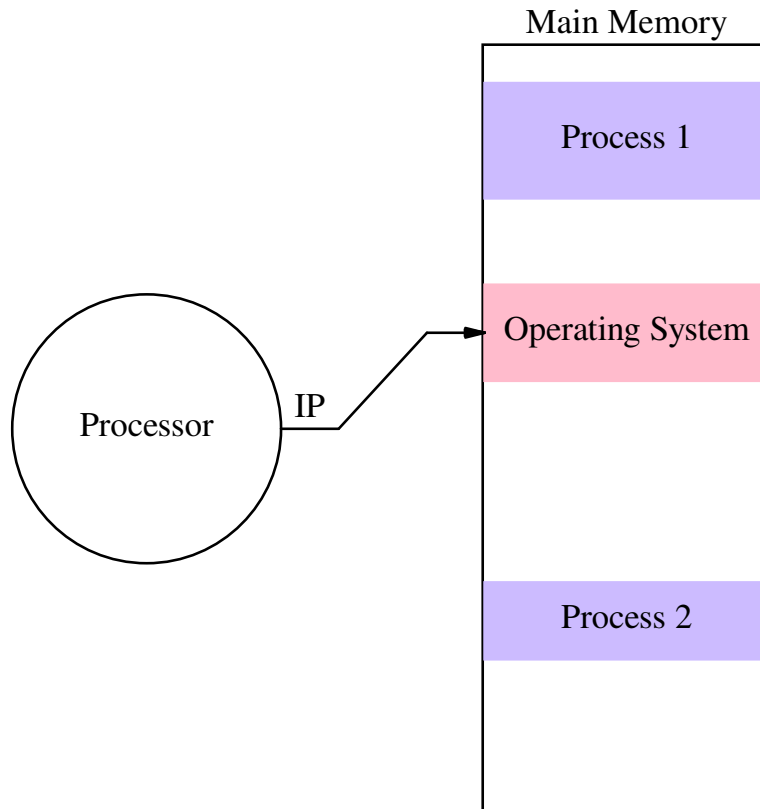 Main Memory
Process 1
Operating System
IP
Processor
Process 2